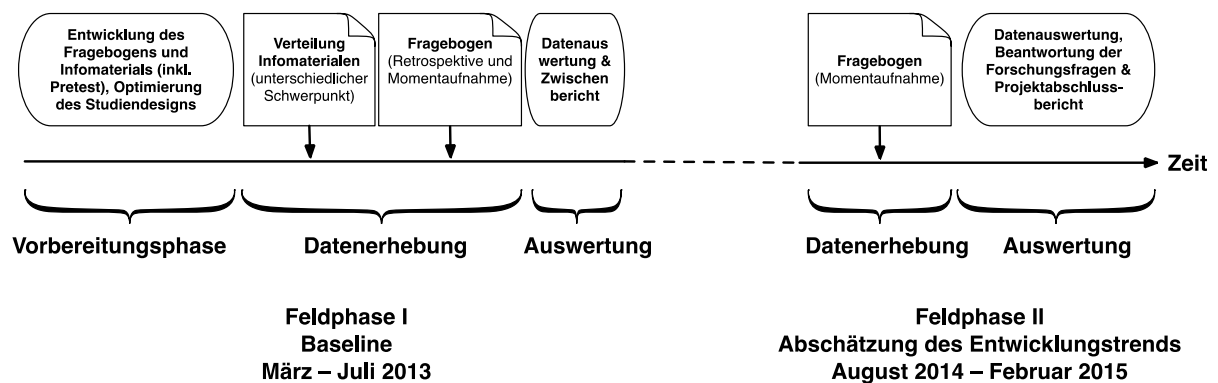 Entwicklung des
Fragebogens und
Infomaterials (inkl.
Pretest), Optimierung
des Studiendesigns
Verteilung
Infomaterialen
(unterschiedlicher
Schwerpunkt)
Fragebogen
(Retrospektive und
Momentaufnahme)
Datenaus
wertung &
Zwischen
bericht
Fragebogen
(Momentaufnahme)
Datenauswertung,
Beantwortung der
Forschungsfragen &
Projektabschluss-
bericht
Zeit
Vorbereitungsphase
Datenerhebung
Auswertung
Datenerhebung
Auswertung
Feldphase I
Baseline
März – Juli 2013
Feldphase II
Abschätzung des Entwicklungstrends
August 2014 – Februar 2015